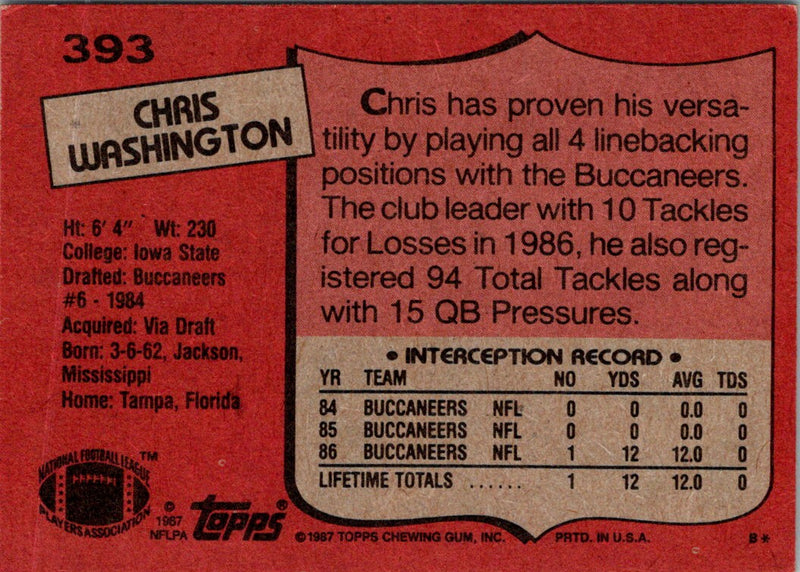 393
CHRIS
WASHINGTON
Ht: 6' 4" Wt: 230
College: Iowa State
Drafted: Buccaneers
#6 - 1984
Acquired: Via Draft
Born: 3-6-62, Jackson,
Mississippi
Home: Tampa, Florida
Chris has proven his versa-
tility by playing all 4 linebacking
positions with the Buccaneers.
The club leader with 10 Tackles
for Losses in 1986, he also reg-
istered 94 Total Tackles along
with 15 QB Pressures.
• INTERCEPTION RECORD •
YR TEAM NO YDS AVG TDS
84 BUCCANEERS NFL 0 0 0.0 0
85 BUCCANEERS NFL 0 0 0.0 0
86 BUCCANEERS NFL 1 12 12.0 0
LIFETIME TOTALS ...... 1 12 12.0 0
NATIONAL FOOTBALL LEAGUE ™
PLAYERS ASSOCIATION
©
1987
NFLPA
topps®
©1987 TOPPS CHEWING GUM, INC. PRTD. IN U.S.A. B*